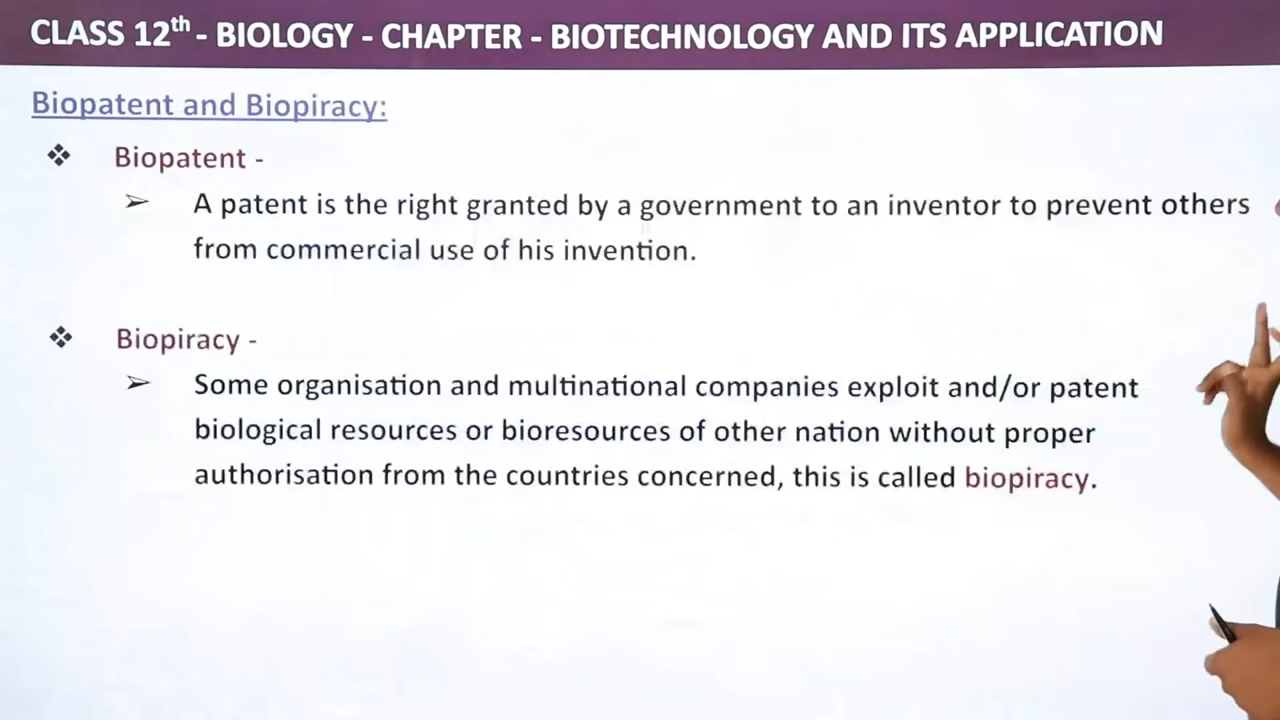 CLASS 12th - BIOLOGY - CHAPTER - BIOTECHNOLOGY AND ITS APPLICATION
Biopatent and Biopiracy:
❖ Biopatent -
➢ A patent is the right granted by a government to an inventor to prevent others
from commercial use of his invention.
❖ Biopiracy -
➢ Some organisation and multinational companies exploit and/or patent
biological resources or bioresources of other nation without proper
authorisation from the countries concerned, this is called biopiracy.